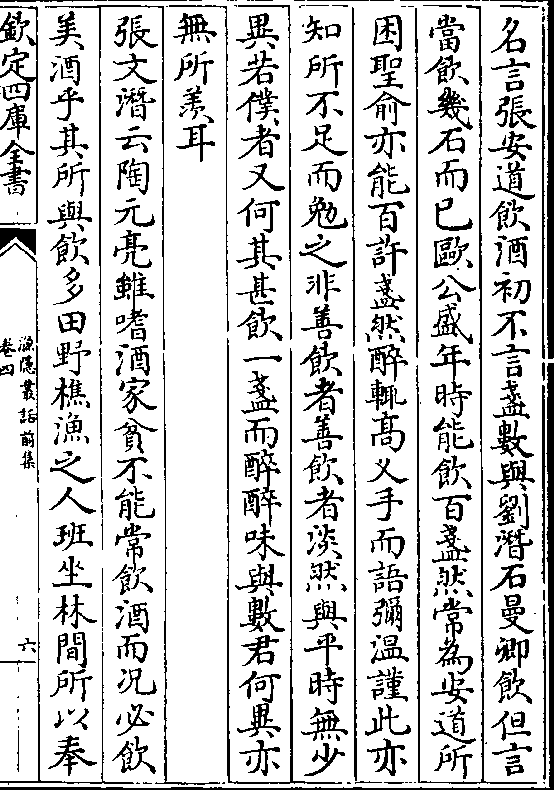 名言張安道飲酒初不言盞數與劉潛石曼卿飲但言
當飲幾石而已歐公盛年時能飲百盞然常為安道所
困聖俞亦能百許盞然醉輒髙乂手而語彌溫謹此亦
知所不足而勉之非善飲者善飲者淡然與平時無少
異若僕者又何其甚飲一盞而醉醉味與數君何異亦
無所羨耳
張文潛云陶元亮雖嗜酒家貧不能常飲酒而况必飲
美酒乎其所與飲多田野樵漁之人班坐林間所以奉
欽定四庫全書
漁隠叢話前集
卷四
六